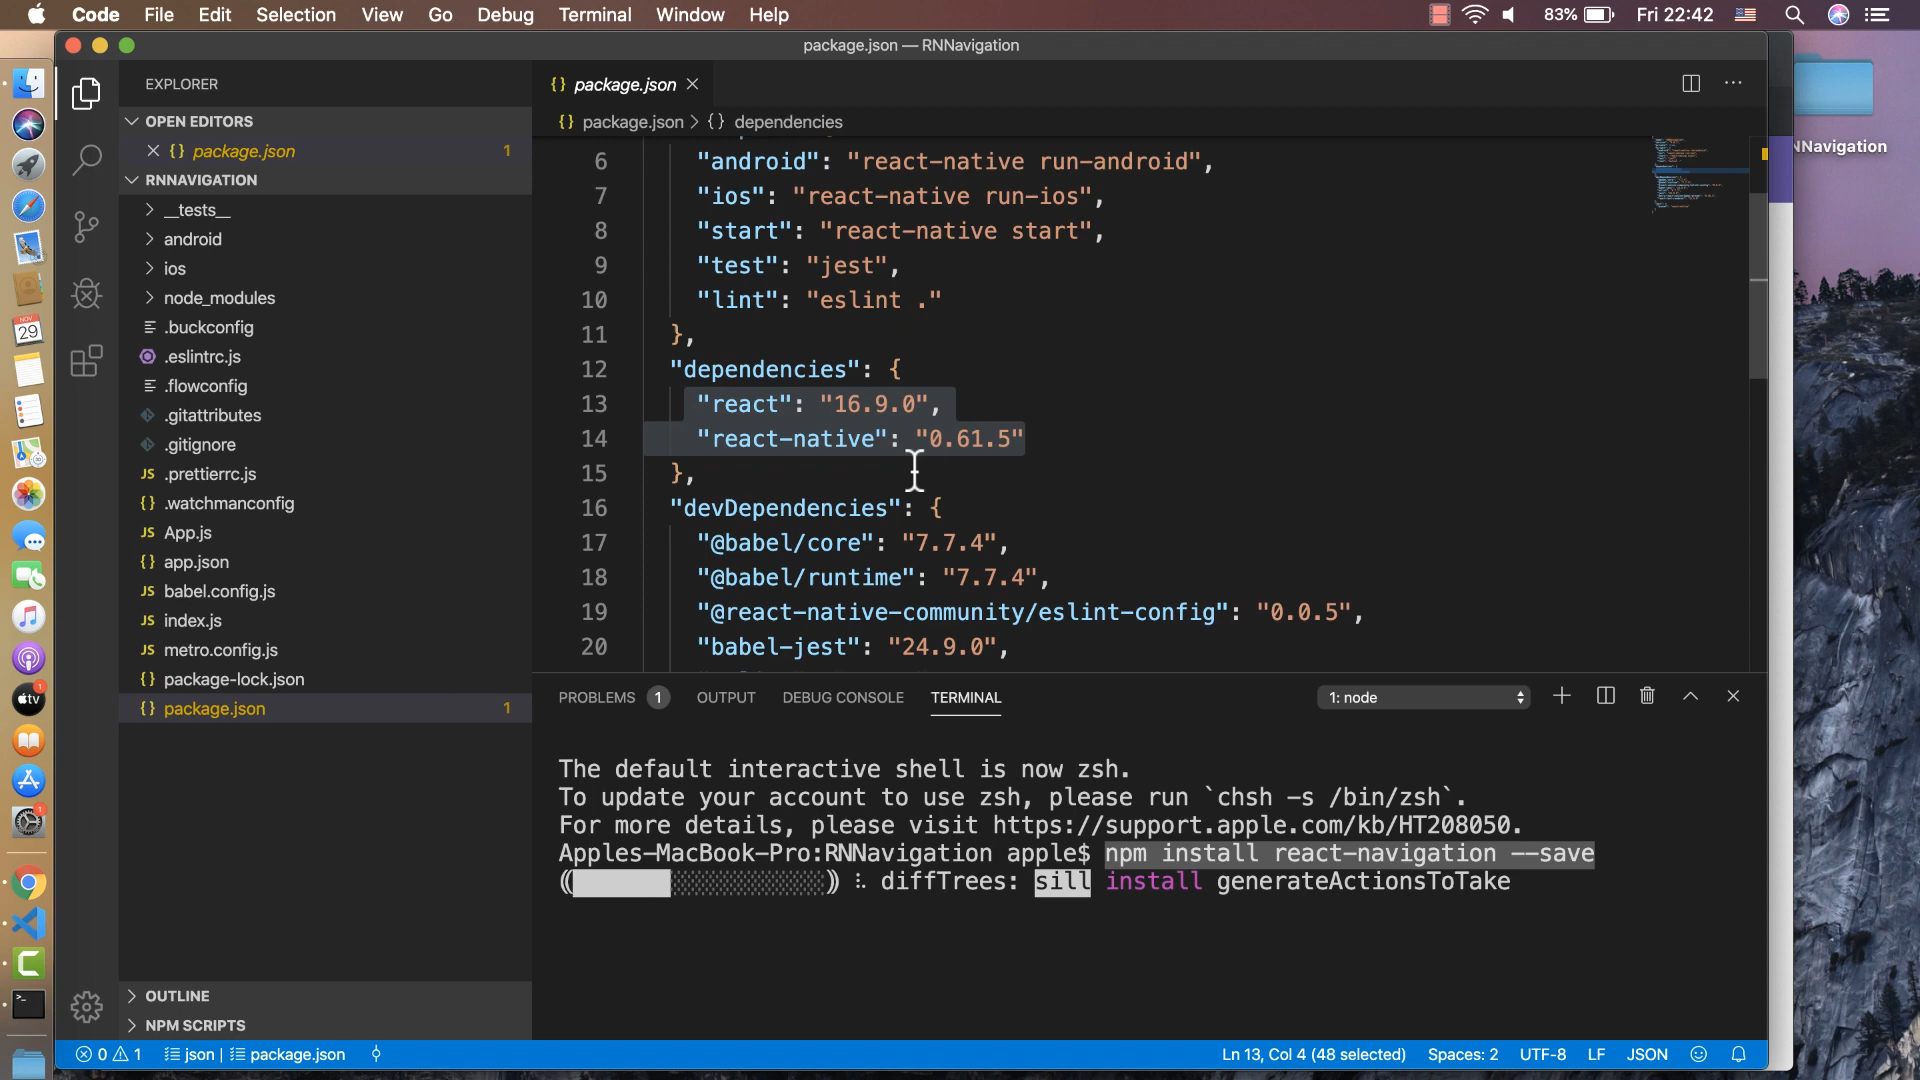 Code File Edit Selection View Go Debug Terminal Window Help 83% Fri 22:42
package.json — RNNavigation
EXPLORER
OPEN EDITORS
package.json 1
RNNAVIGATION
__tests__
android
ios
node_modules
.buckconfig
.eslintrc.js
.flowconfig
.gitattributes
.gitignore
JS .prettierrc.js
{} .watchmanconfig
JS App.js
{} app.json
JS babel.config.js
JS index.js
JS metro.config.js
{} package-lock.json
{} package.json 1
OUTLINE
NPM SCRIPTS
{} package.json
{} package.json > {} dependencies
6 "android": "react-native run-android",
7 "ios": "react-native run-ios",
8 "start": "react-native start",
9 "test": "jest",
10 "lint": "eslint ."
11 },
12 "dependencies": {
13 "react": "16.9.0",
14 "react-native": "0.61.5"
15 },
16 "devDependencies": {
17 "@babel/core": "7.7.4",
18 "@babel/runtime": "7.7.4",
19 "@react-native-community/eslint-config": "0.0.5",
20 "babel-jest": "24.9.0",
PROBLEMS 1 OUTPUT DEBUG CONSOLE TERMINAL 1: node
The default interactive shell is now zsh.
To update your account to use zsh, please run `chsh -s /bin/zsh`.
For more details, please visit https://support.apple.com/kb/HT208050.
Apples-MacBook-Pro:RNNavigation apple$ npm install react-navigation --save
diffTrees: sill install generateActionsToTake
0 1 json | package.json Ln 13, Col 4 (48 selected) Spaces: 2 UTF-8 LF JSON
NNavigation
NOV
29
tv
1
1